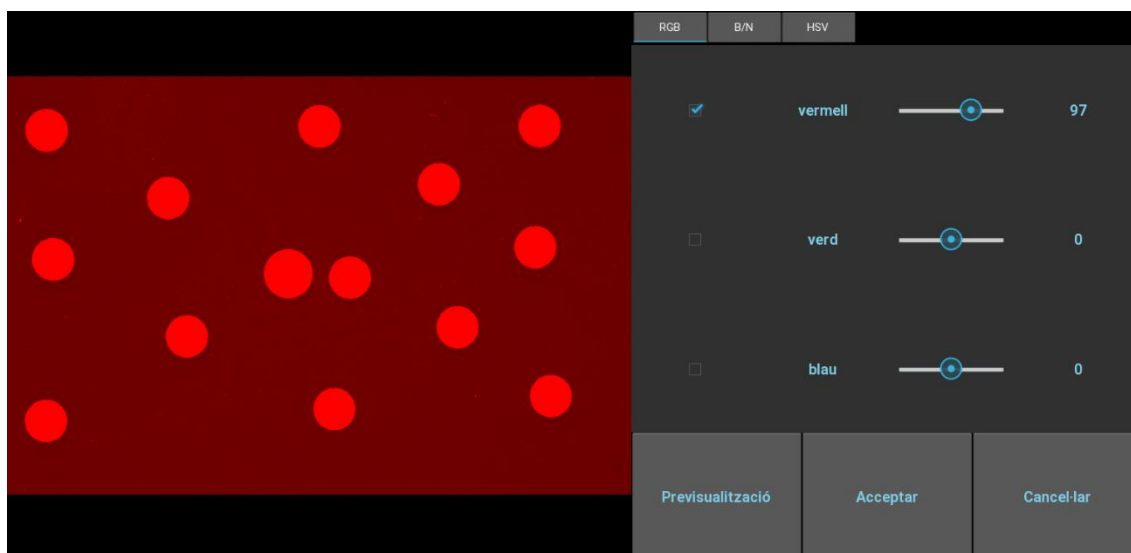 RGB B/N HSV
vermell 97
verd 0
blau 0
Previsualització Acceptar Cancel·lar